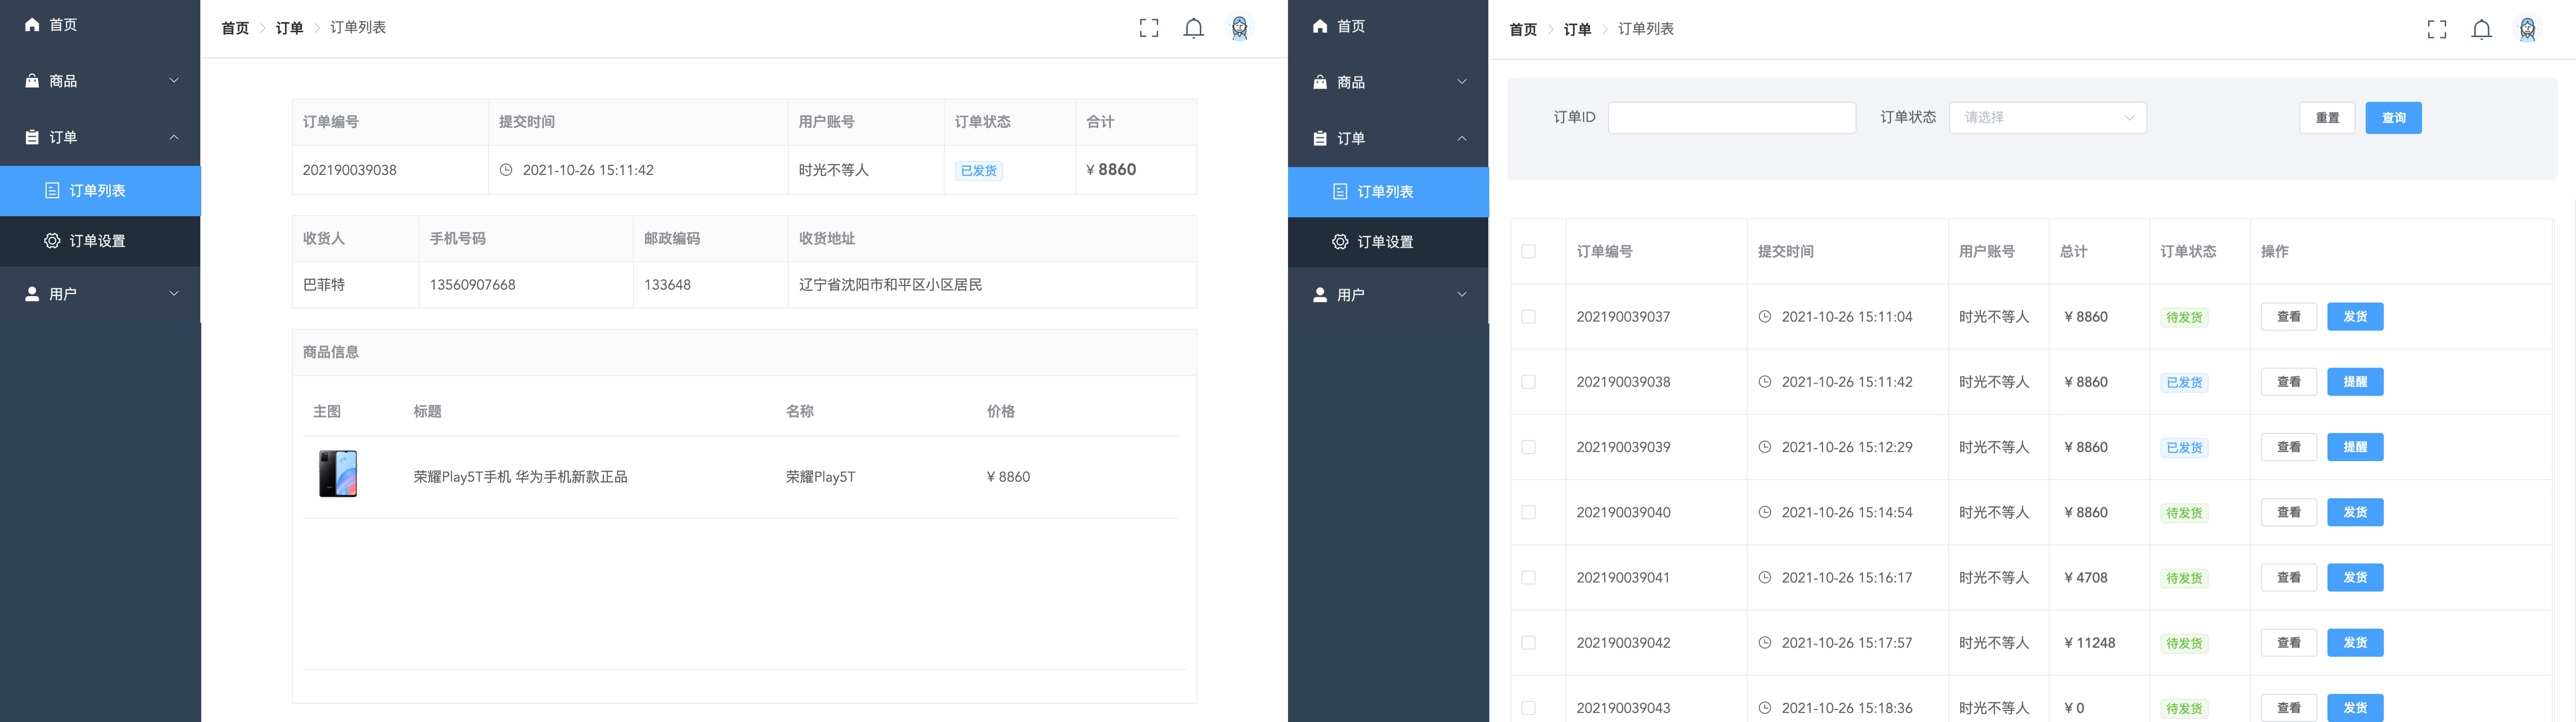 首页
商品
订单
订单列表
订单设置
用户
首页 > 订单 > 订单列表
订单编号 提交时间 用户账号 订单状态 合计
202190039038 2021-10-26 15:11:42 时光不等人 已发货 ¥ 8860
收货人 手机号码 邮政编码 收货地址
巴菲特 13560907668 133648 辽宁省沈阳市和平区小区居民
商品信息
主图 标题 名称 价格
荣耀Play5T手机 华为手机新款正品 荣耀Play5T ¥ 8860
首页
商品
订单
订单列表
订单设置
用户
首页 > 订单 > 订单列表
订单ID 订单状态 请选择 重置 查询
订单编号 提交时间 用户账号 总计 订单状态 操作
202190039037 2021-10-26 15:11:04 时光不等人 ¥ 8860 待发货 查看 发货
202190039038 2021-10-26 15:11:42 时光不等人 ¥ 8860 已发货 查看 提醒
202190039039 2021-10-26 15:12:29 时光不等人 ¥ 8860 已发货 查看 提醒
202190039040 2021-10-26 15:14:54 时光不等人 ¥ 8860 待发货 查看 发货
202190039041 2021-10-26 15:16:17 时光不等人 ¥ 4708 待发货 查看 发货
202190039042 2021-10-26 15:17:57 时光不等人 ¥ 11248 待发货 查看 发货
202190039043 2021-10-26 15:18:36 时光不等人 ¥ 0 待发货 查看 发货